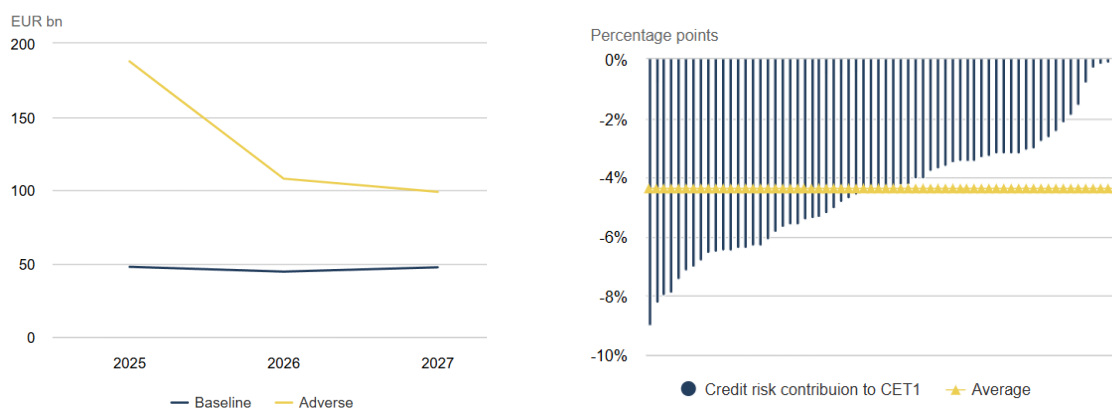 EUR bn
200
150
100
50
0
2025 2026 2027
Baseline Adverse
Percentage points
0%
-2%
-4%
-6%
-8%
-10%
Credit risk contribuion to CET1 Average